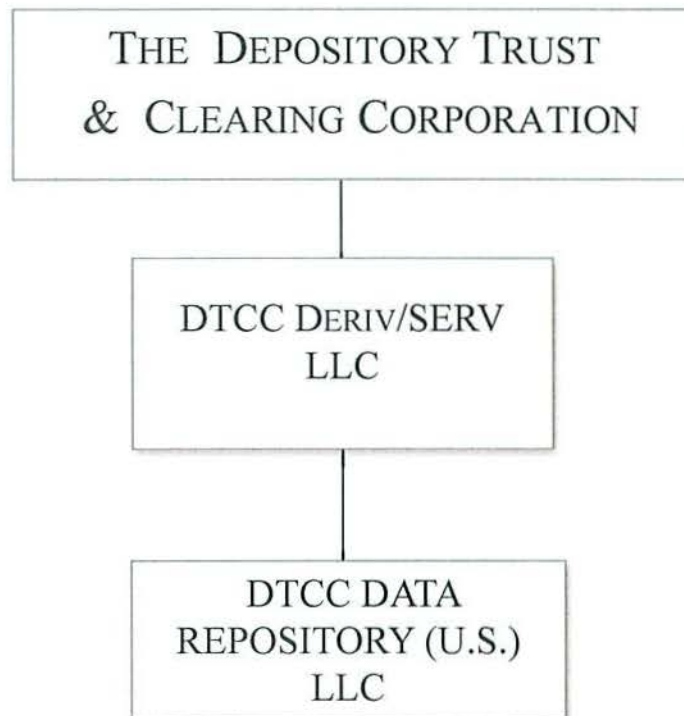 THE DEPOSITORY TRUST
& CLEARING CORPORATION
DTCC DERIV/SERV
LLC
DTCC DATA
REPOSITORY (U.S.)
LLC